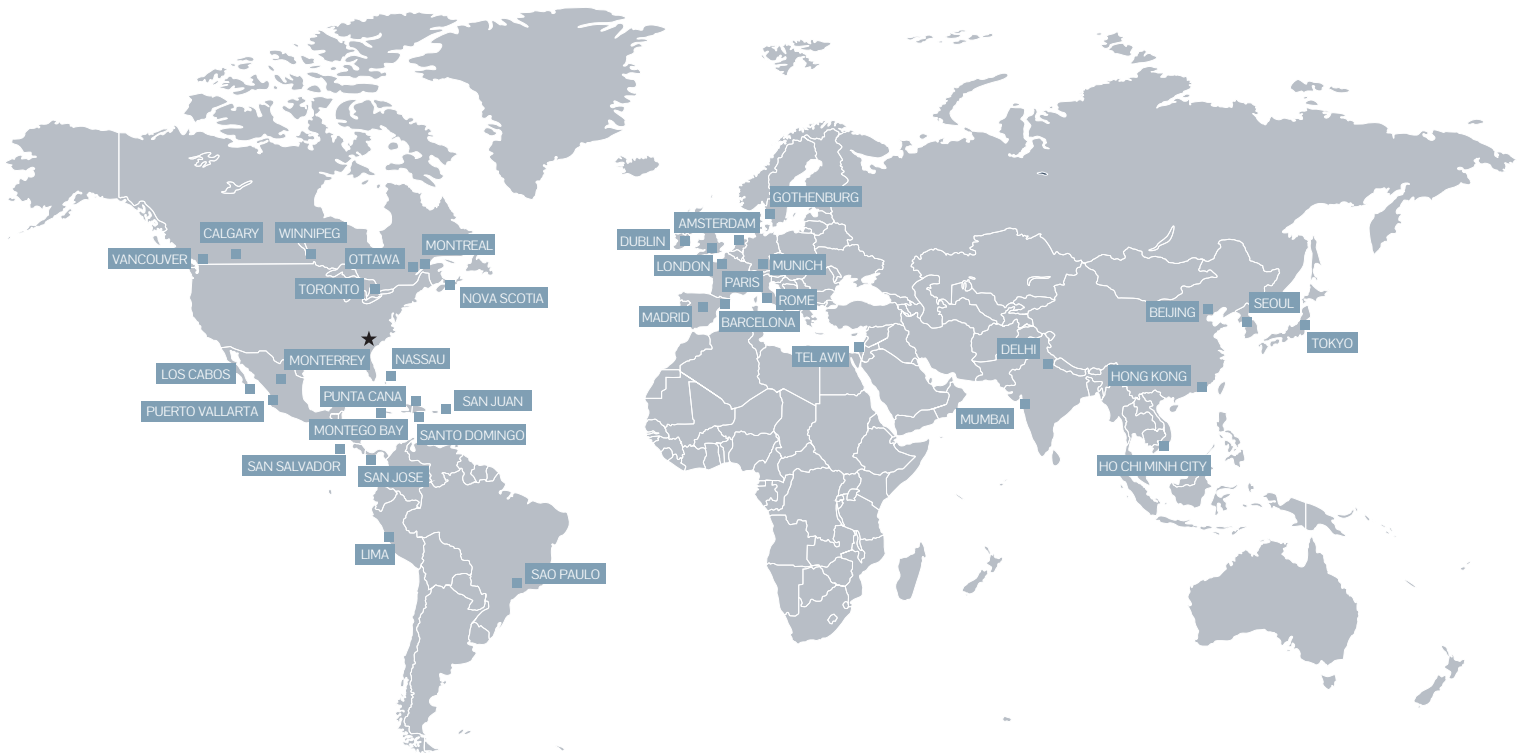 GOTHENBURG
AMSTERDAM
CALGARY
WINNIPEG
DUBLIN
MONTREAL
VANCOUVER
OTTAWA
LONDON
MUNICH
PARIS
TORONTO
NOVA SCOTIA
ROME
SEOUL
BEIJING
MADRID
BARCELONA
TOKYO
DELHI
TEL AVIV
MONTERREY
NASSAU
LOS CABOS
HONG KONG
PUNTA CANA
SAN JUAN
PUERTO VALLARTA
MUMBAI
MONTEGO BAY
SANTO DOMINGO
SAN SALVADOR
HO CHI MINH CITY
SAN JOSE
LIMA
SAO PAULO